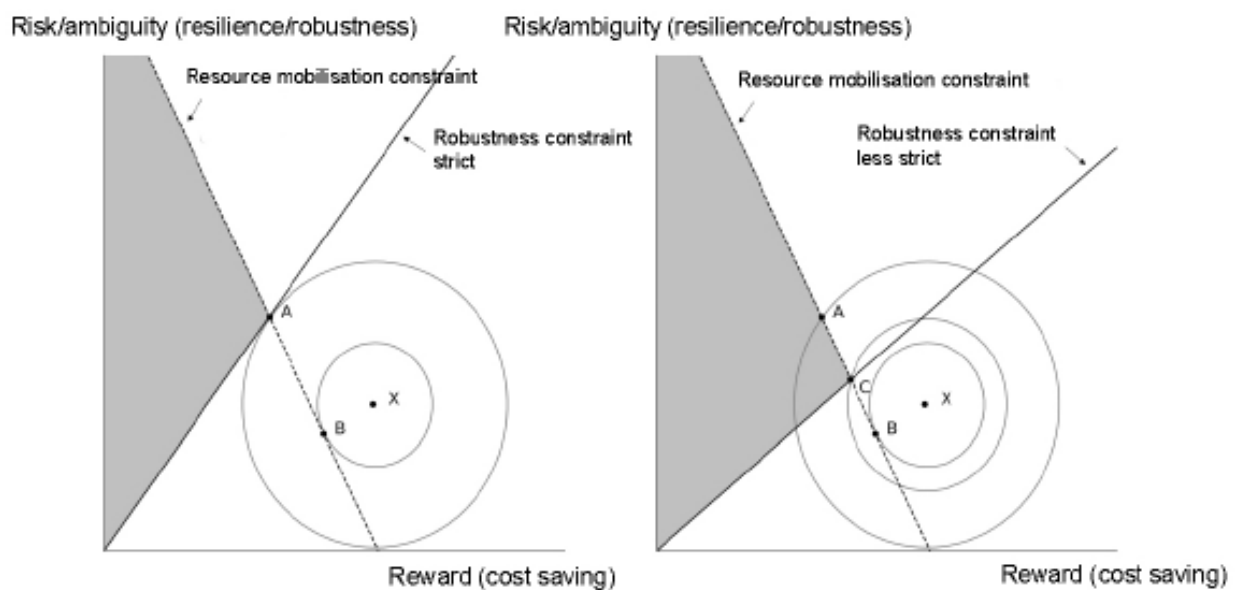 Risk/ambiguity (resilience/robustness)
Resource mobilisation constraint
Robustness constraint
strict
A
X
B
Reward (cost saving)
Risk/ambiguity (resilience/robustness)
Resource mobilisation constraint
Robustness constraint
less strict
A
C
X
B
Reward (cost saving)